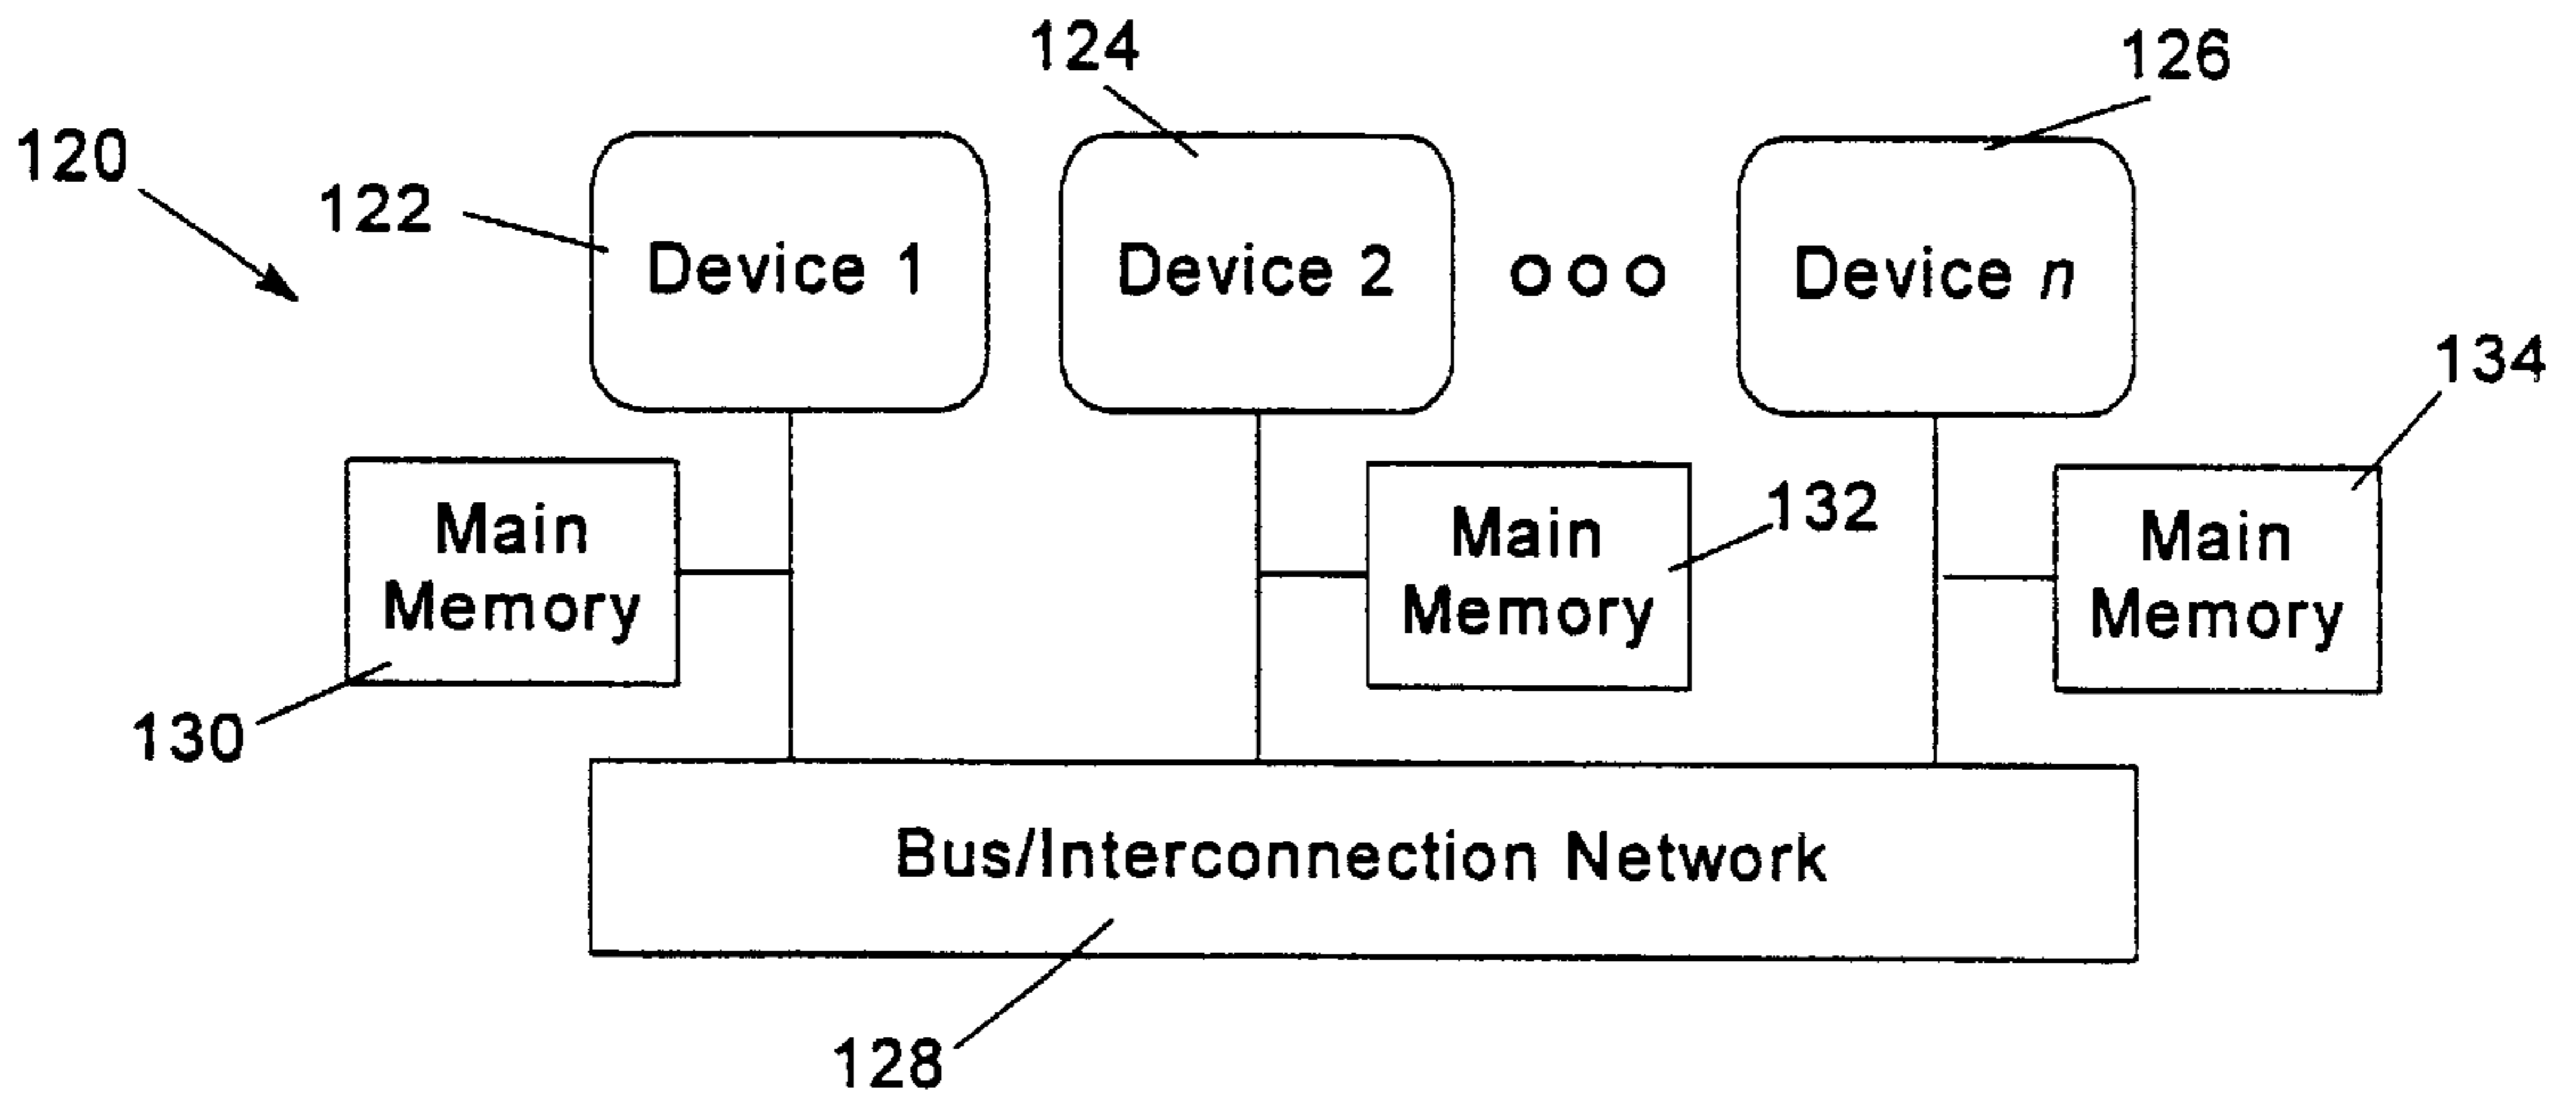 124
126
120
122
Device 1
Device 2
Device n
134
Main
Memory
Main
Memory
132
Main
Memory
130
Bus/Interconnection Network
128